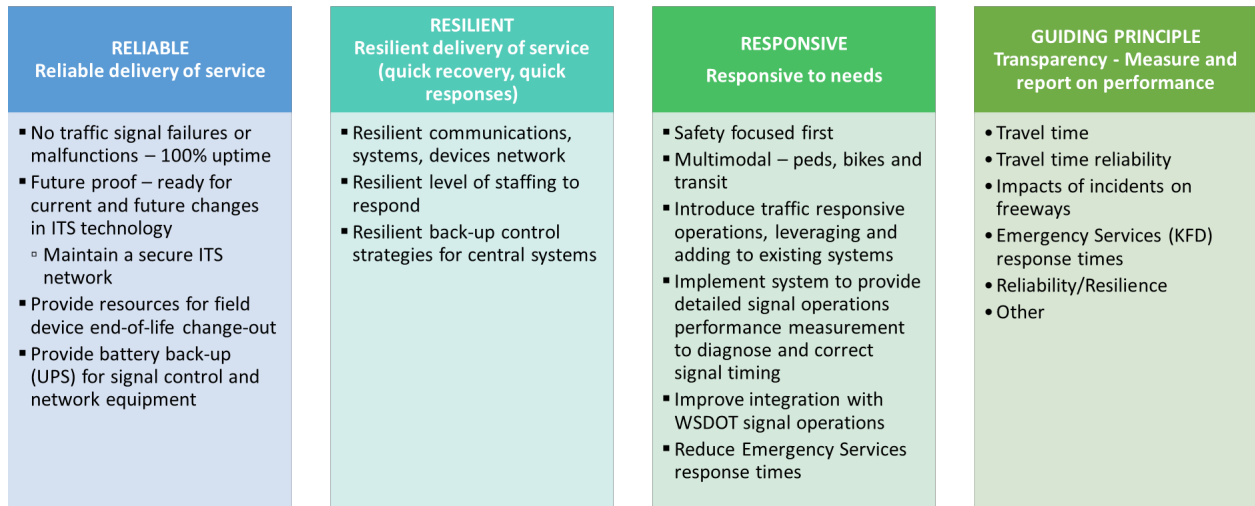 RELIABLE
Reliable delivery of service
▪ No traffic signal failures or
malfunctions – 100% uptime
▪ Future proof – ready for
current and future changes
in ITS technology
▫ Maintain a secure ITS
network
▪ Provide resources for field
device end-of-life change-out
▪ Provide battery back-up
(UPS) for signal control and
network equipment
RESILIENT
Resilient delivery of service
(quick recovery, quick
responses)
▪ Resilient communications,
systems, devices network
▪ Resilient level of staffing to
respond
▪ Resilient back-up control
strategies for central systems
RESPONSIVE
Responsive to needs
▪ Safety focused first
▪ Multimodal – peds, bikes and
transit
▪ Introduce traffic responsive
operations, leveraging and
adding to existing systems
▪ Implement system to provide
detailed signal operations
performance measurement
to diagnose and correct
signal timing
▪ Improve integration with
WSDOT signal operations
▪ Reduce Emergency Services
response times
GUIDING PRINCIPLE
Transparency - Measure and
report on performance
• Travel time
• Travel time reliability
• Impacts of incidents on
freeways
• Emergency Services (KFD)
response times
• Reliability/Resilience
• Other